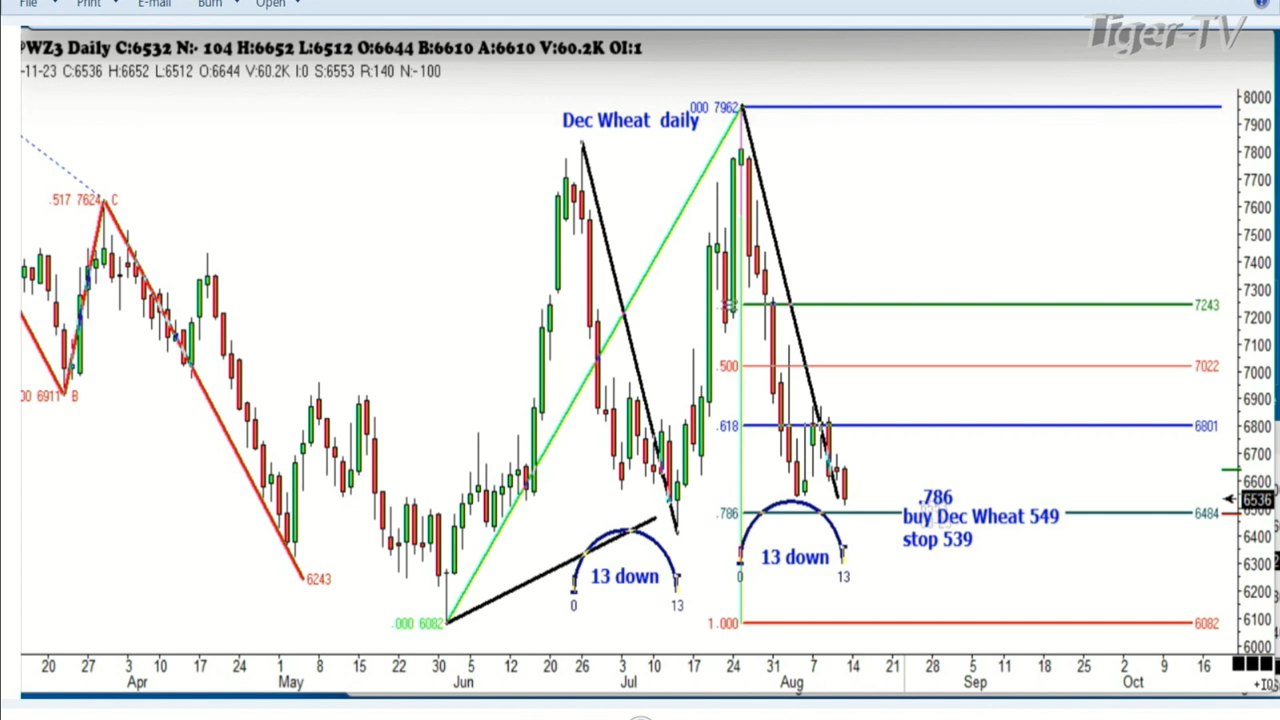 File Print E-mail Burn Open
Tiger-TV
WZ3 Daily C:6532 N:- 104 H:6652 L:6512 O:6644 B:6610 A:6610 V:60.2K OI:1
-11-23 C:6536 H:6652 L:6512 O:6644 V:60.2K I:0 S:6553 R:140 N:-100
Dec Wheat daily
000 7962
.517 7624 C
00 6911 B
6243
.000 6082
.500
.618
.786
1.000
7243
7022
6801
6484
6082
.786
buy Dec Wheat 549
stop 539
13 down
0 13
13 down
0 13
8000
7900
7800
7700
7600
7500
7400
7300
7200
7100
7000
6900
6800
6700
6600
6536
6400
6300
6200
6100
6000
20 27 3 10 17 24 1 8 15 22 30 5 12 19 26 3 10 17 24 31 7 14 21 28 5 11 18 25 2 9 16
Apr May Jun Jul Aug Sep Oct